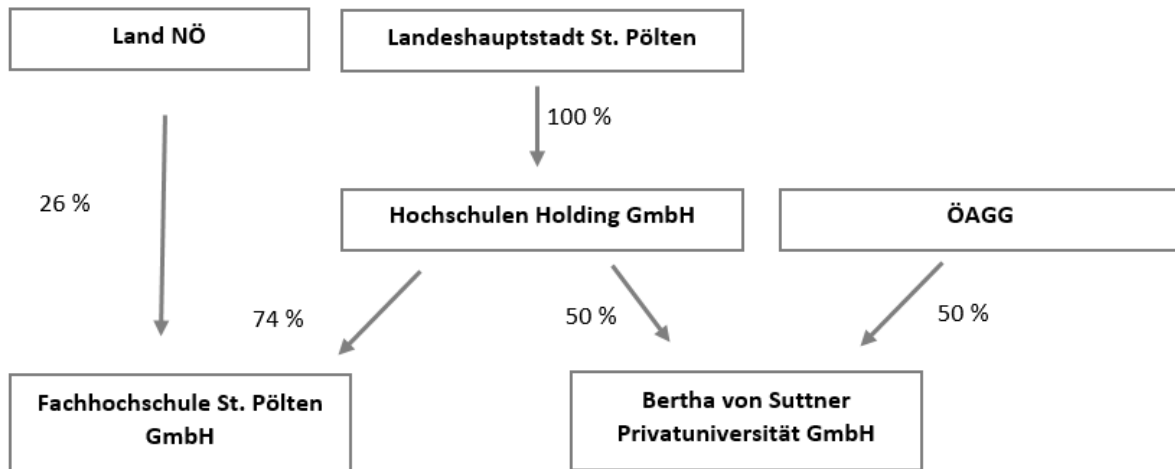 Land NÖ
Landeshauptstadt St. Pölten
100 %
26 %
Hochschulen Holding GmbH
ÖAGG
74 %
50 %
50 %
Fachhochschule St. Pölten
GmbH
Bertha von Suttner
Privatuniversität GmbH